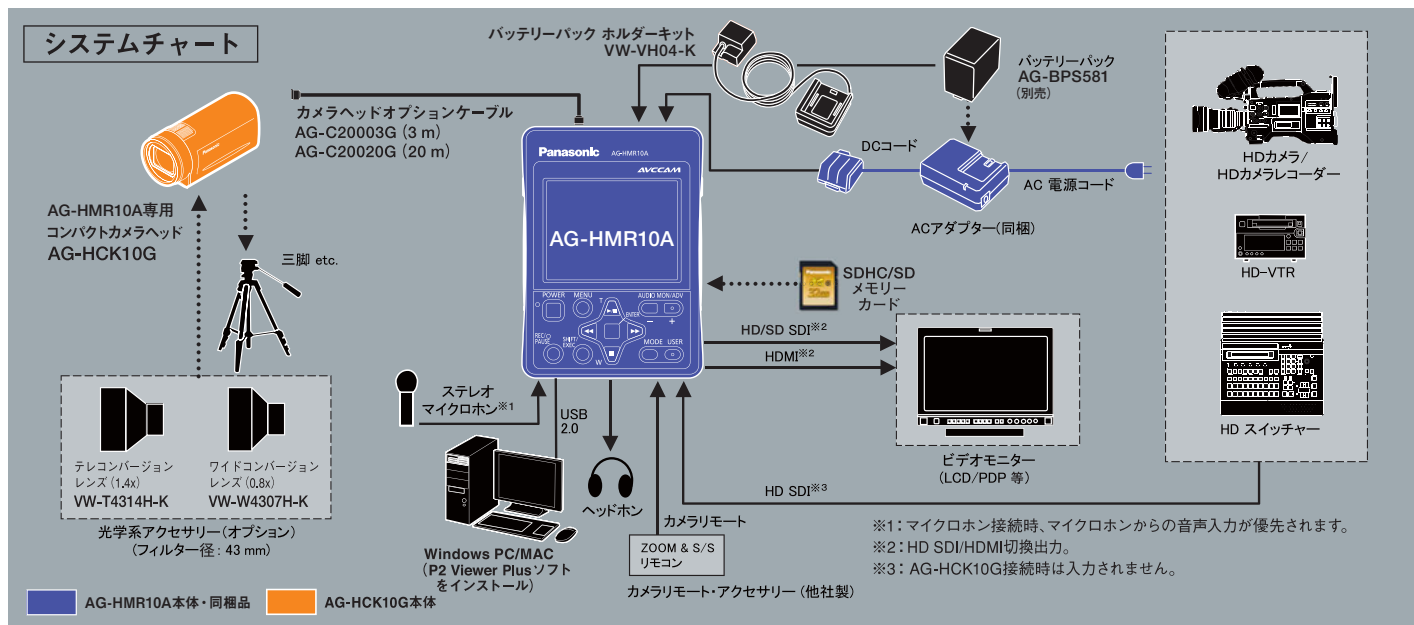 システムチャート
バッテリーパック ホルダーキット
VW-VH04-K
バッテリーパック
AG-BPS581
(別売)
カメラヘッドオプションケーブル
AG-C20003G (3 m)
AG-C20020G (20 m)
DCコード
AC 電源コード
ACアダプター(同梱)
HDカメラ/
HDカメラレコーダー
HD-VTR
HD スイッチャー
AG-HMR10A専用
コンパクトカメラヘッド
AG-HCK10G
三脚 etc.
Panasonic AG-HMR10A
AVCCAM
AG-HMR10A
POWER MENU T AUDIO MON/ADV
ENTER − +
REC/PAUSE SHIFT/EXEC W MODE USER
Panasonic
SDHC/SD
メモリー
カード
HD/SD SDI※2
HDMI※2
ステレオ
マイクロホン※1
USB
2.0
ヘッドホン
ビデオモニター
(LCD/PDP 等)
HD SDI※3
テレコンバージョン
レンズ (1.4x)
VW-T4314H-K
ワイドコンバージョン
レンズ (0.8x)
VW-W4307H-K
光学系アクセサリー(オプション)
(フィルター径: 43 mm)
Windows PC/MAC
(P2 Viewer Plusソフト
をインストール)
カメラリモート
ZOOM & S/S
リモコン
カメラリモート・アクセサリー (他社製)
※1:マイクロホン接続時、マイクロホンからの音声入力が優先されます。
※2:HD SDI/HDMI切換出力。
※3: AG-HCK10G接続時は入力されません。
AG-HMR10A本体・同梱品
AG-HCK10G本体